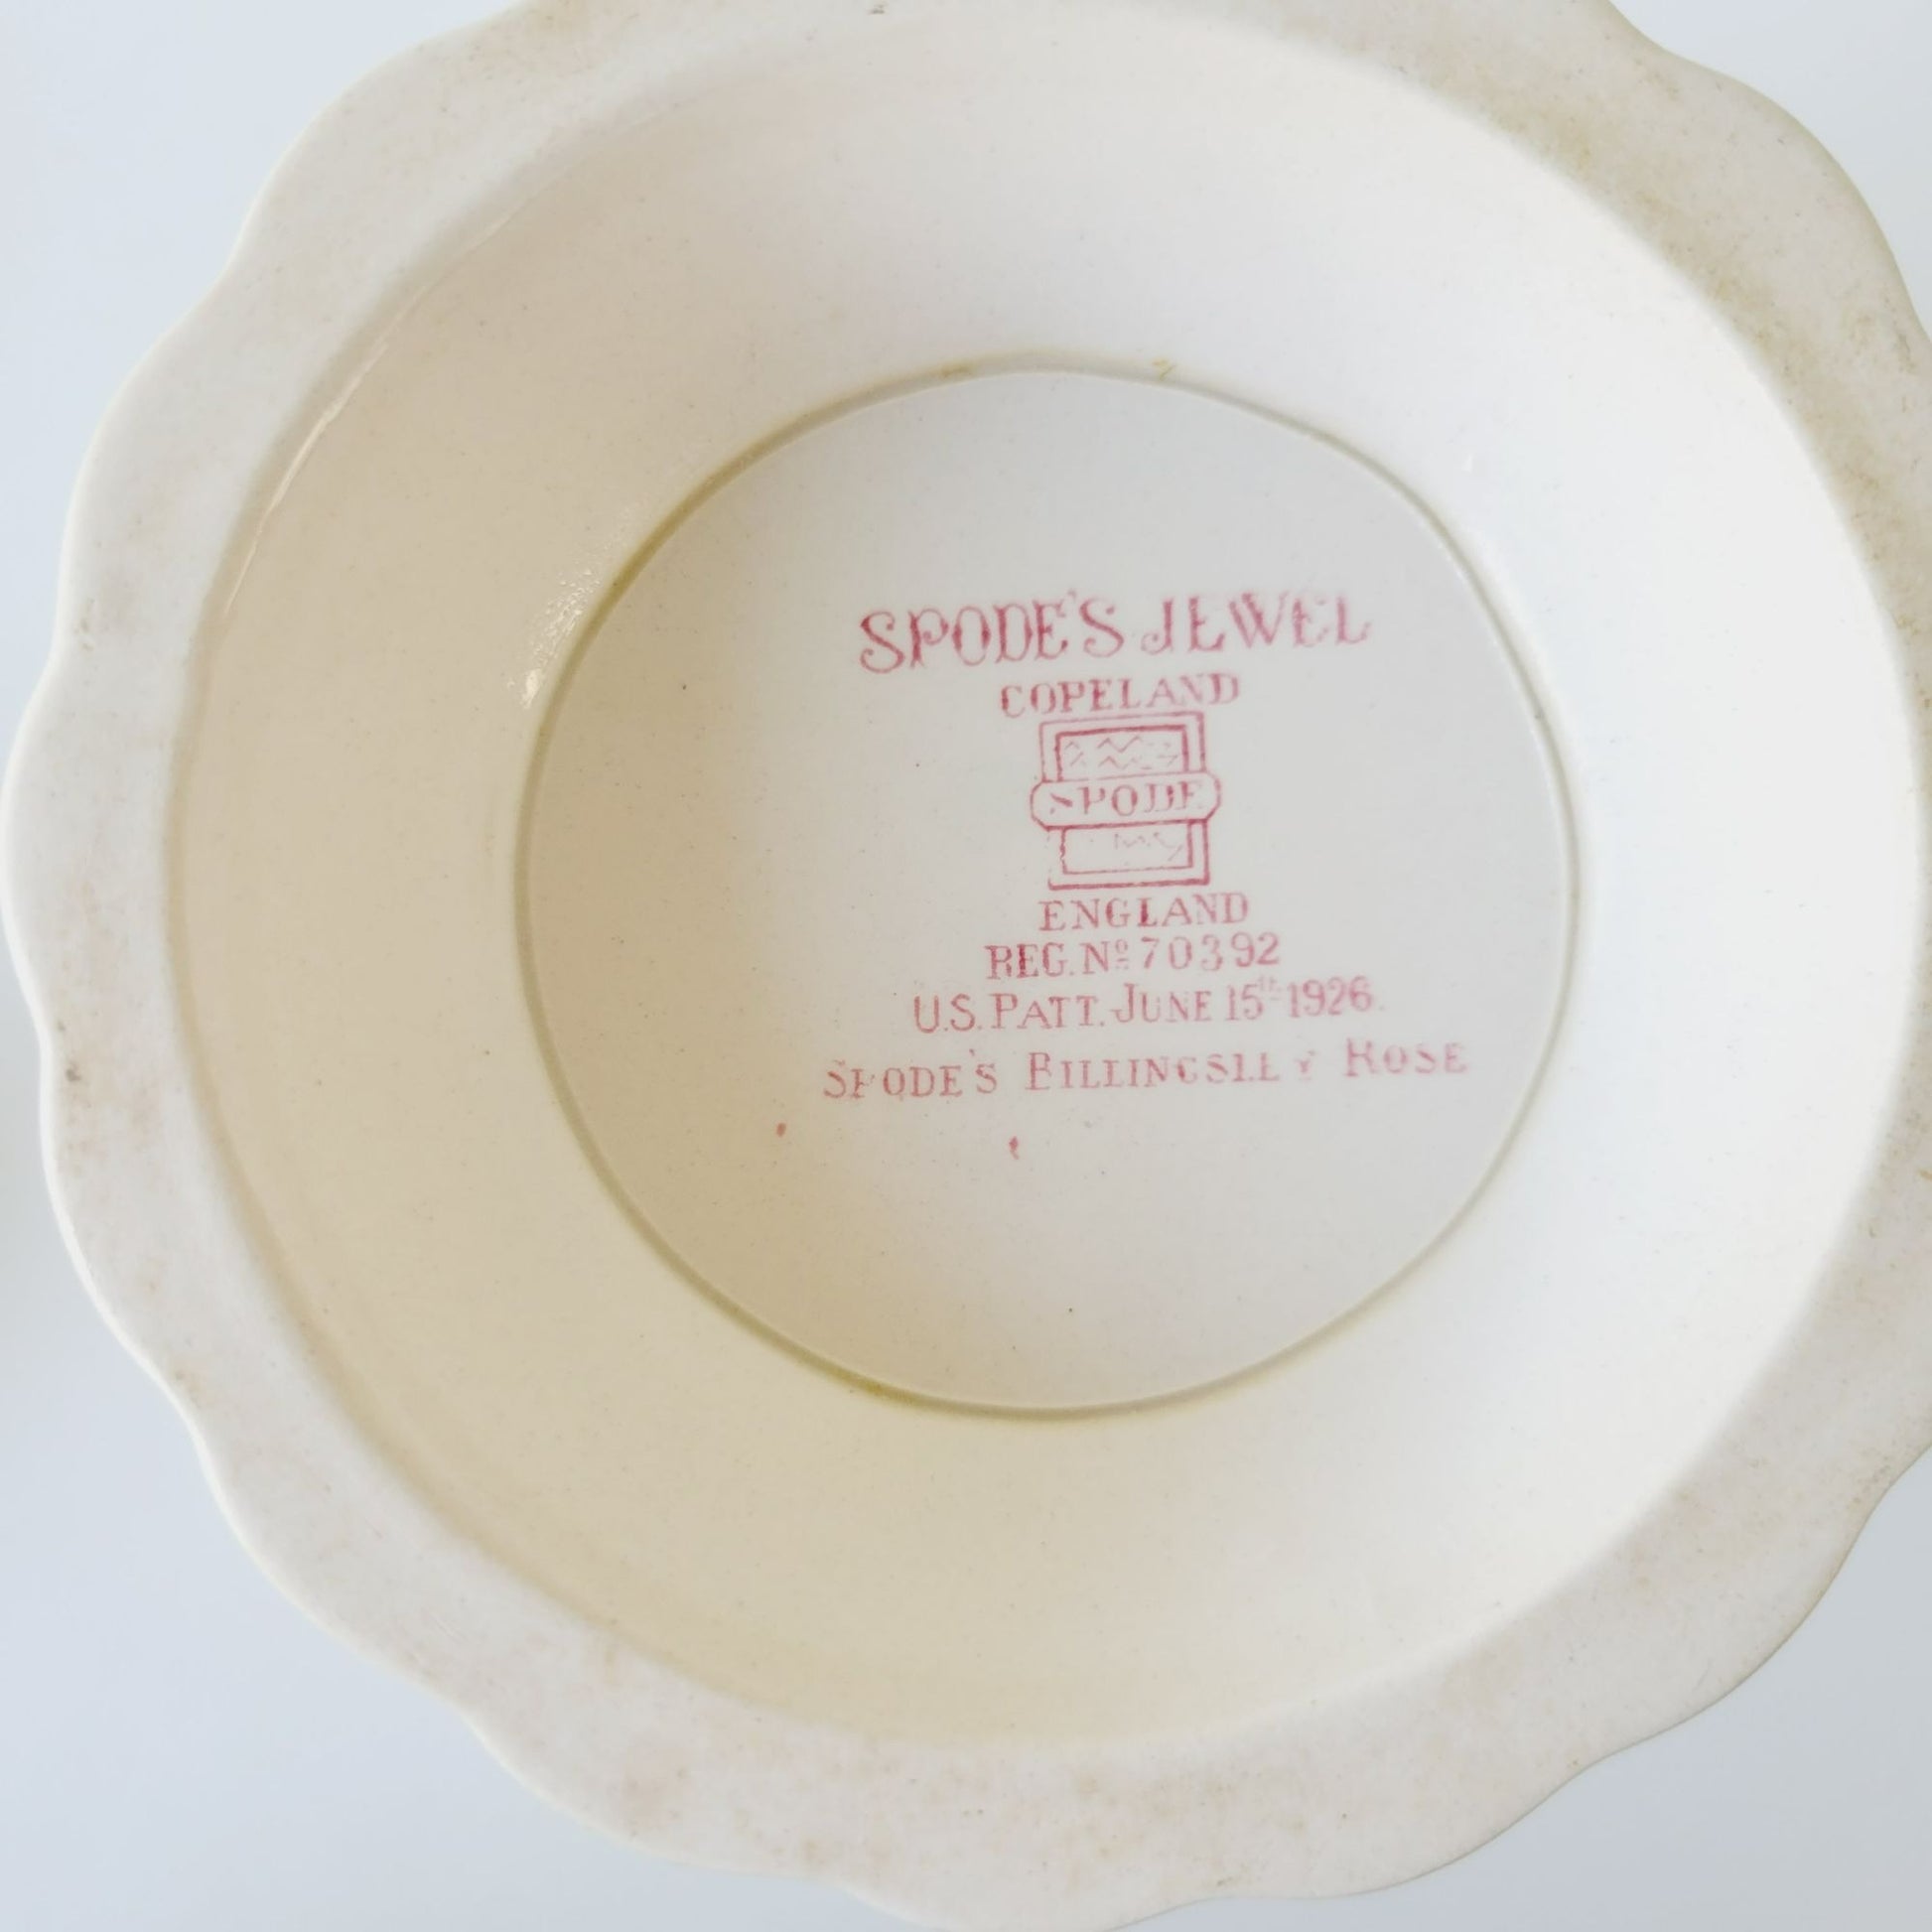 SPODE'S JEWEL
COPELAND
SPODE
ENGLAND
REG. Nº 70392
U.S. PATT. JUNE 15th 1926.
SPODE'S BILLINGSLEY ROSE